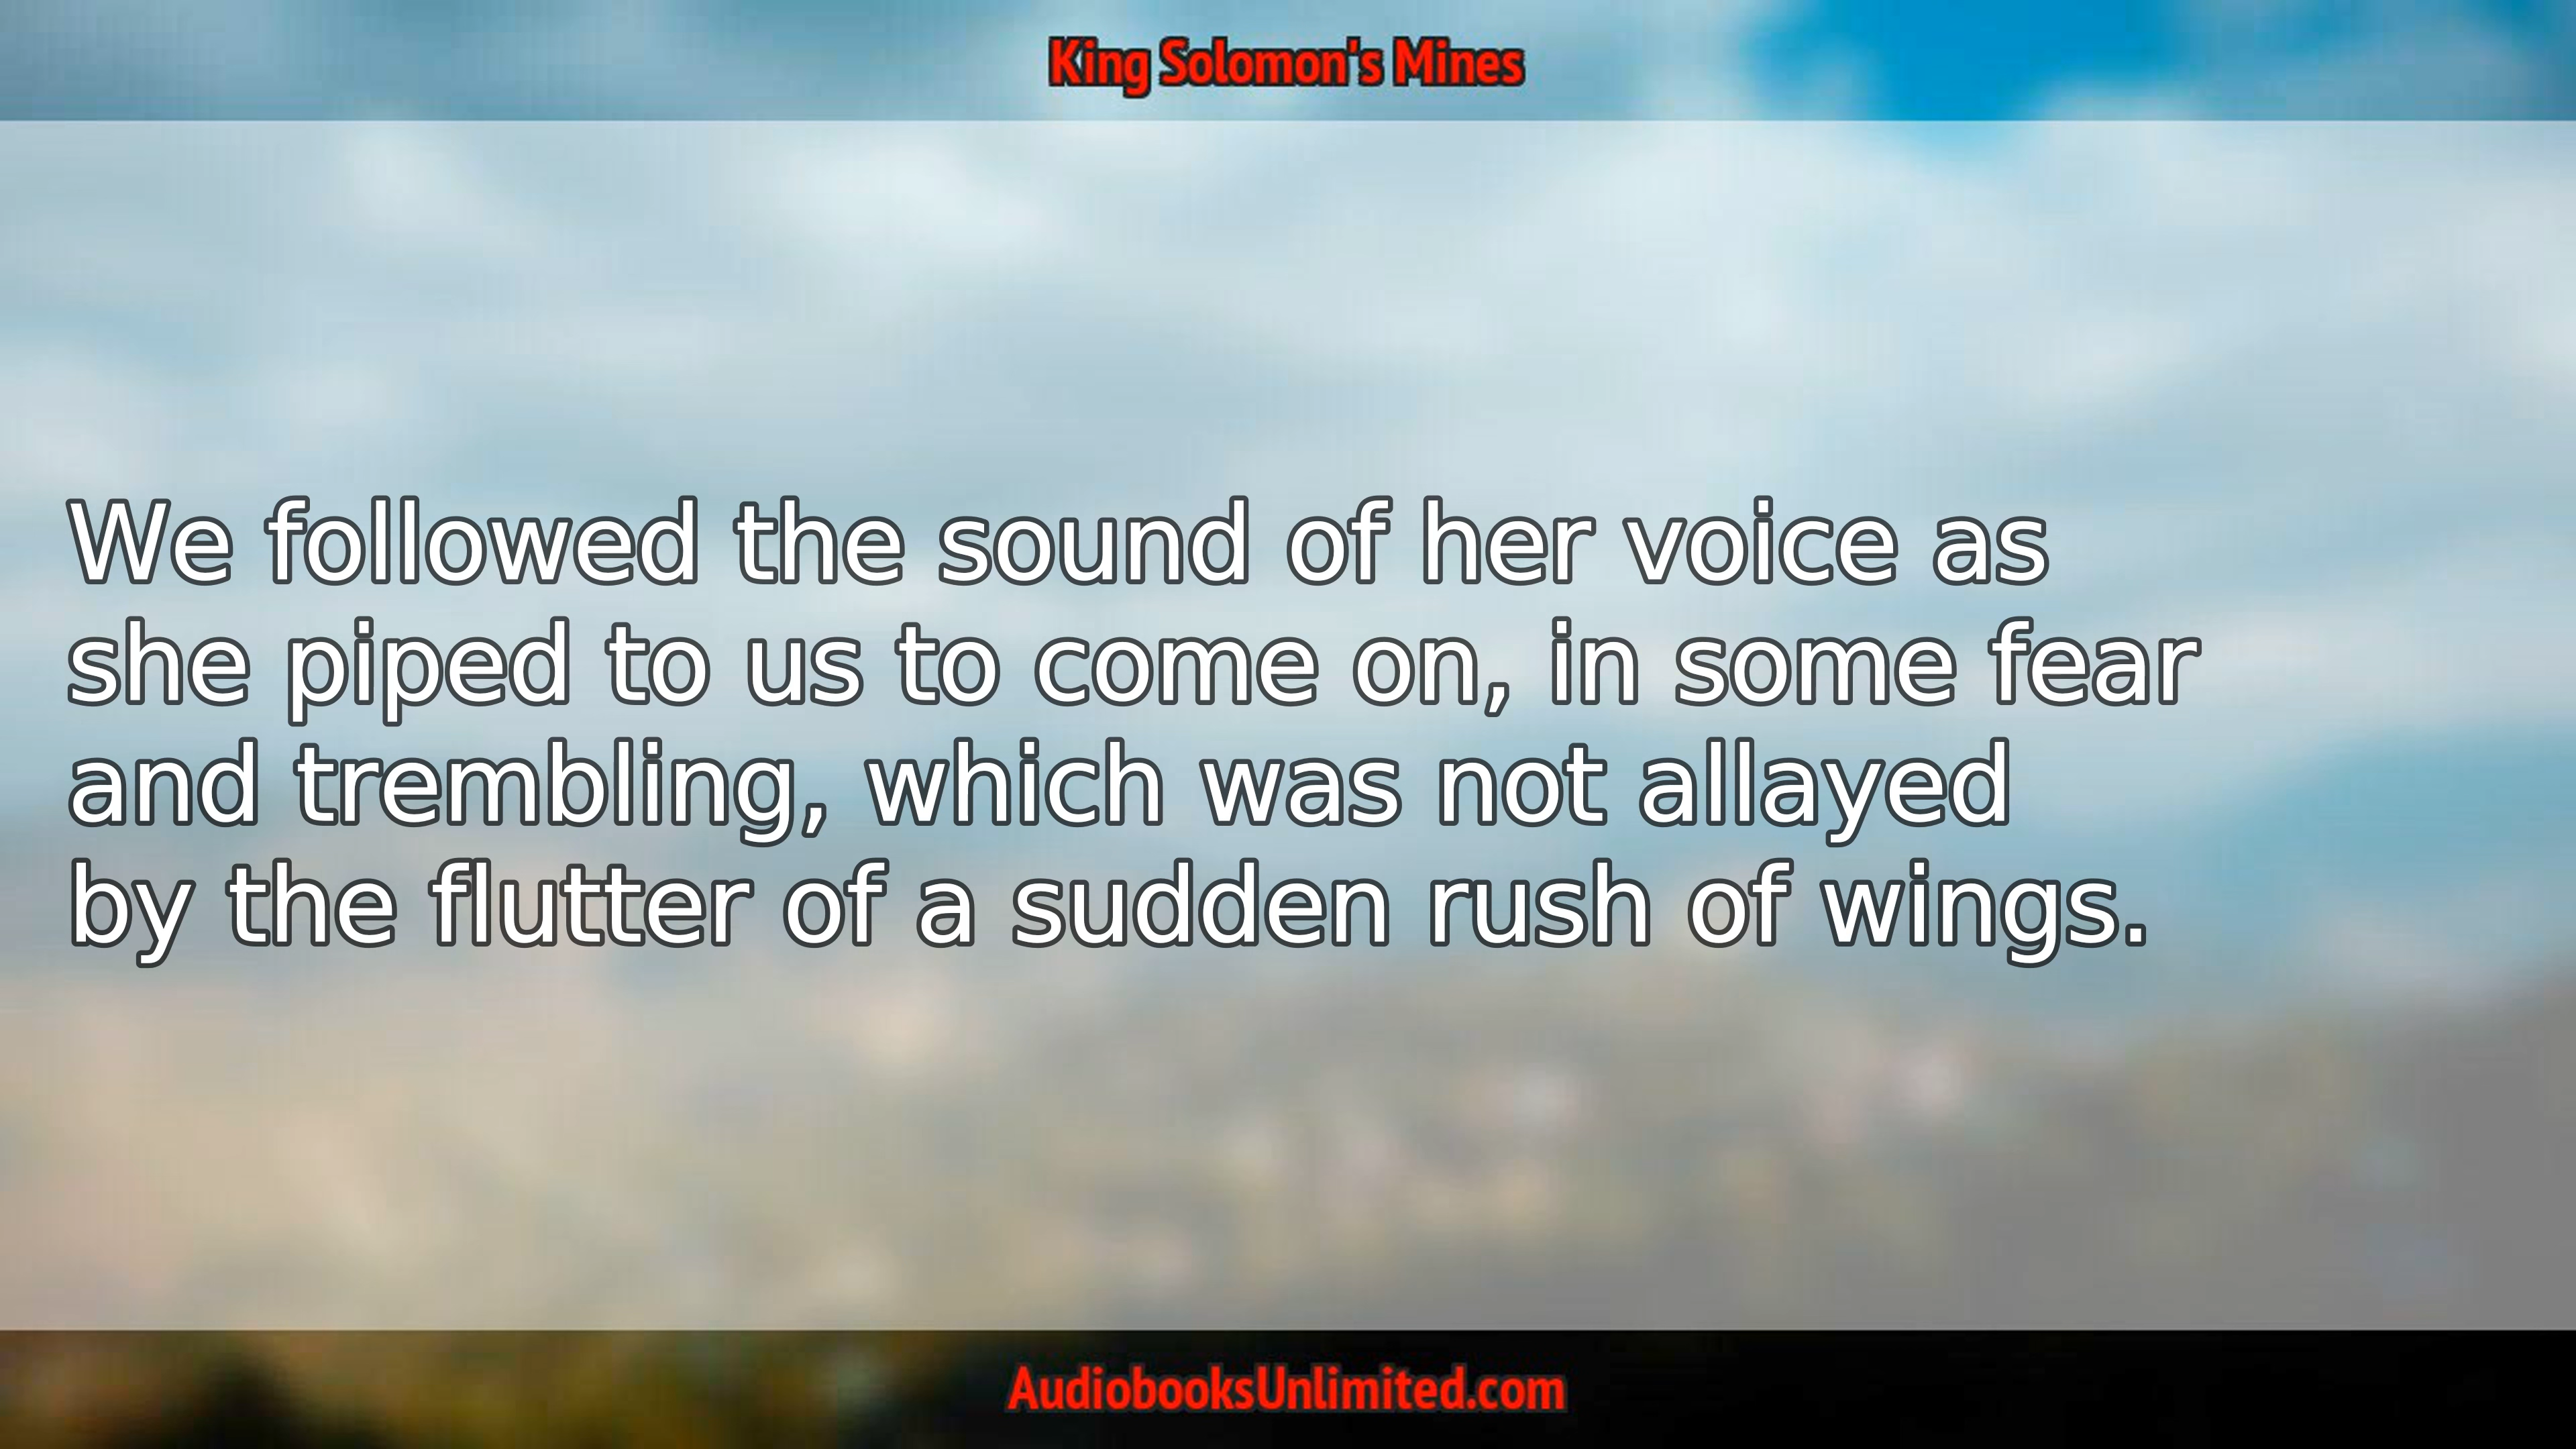 King Solomon's Mines
We followed the sound of her voice as
she piped to us to come on, in some fear
and trembling, which was not allayed
by the flutter of a sudden rush of wings.
AudiobooksUnlimited.com